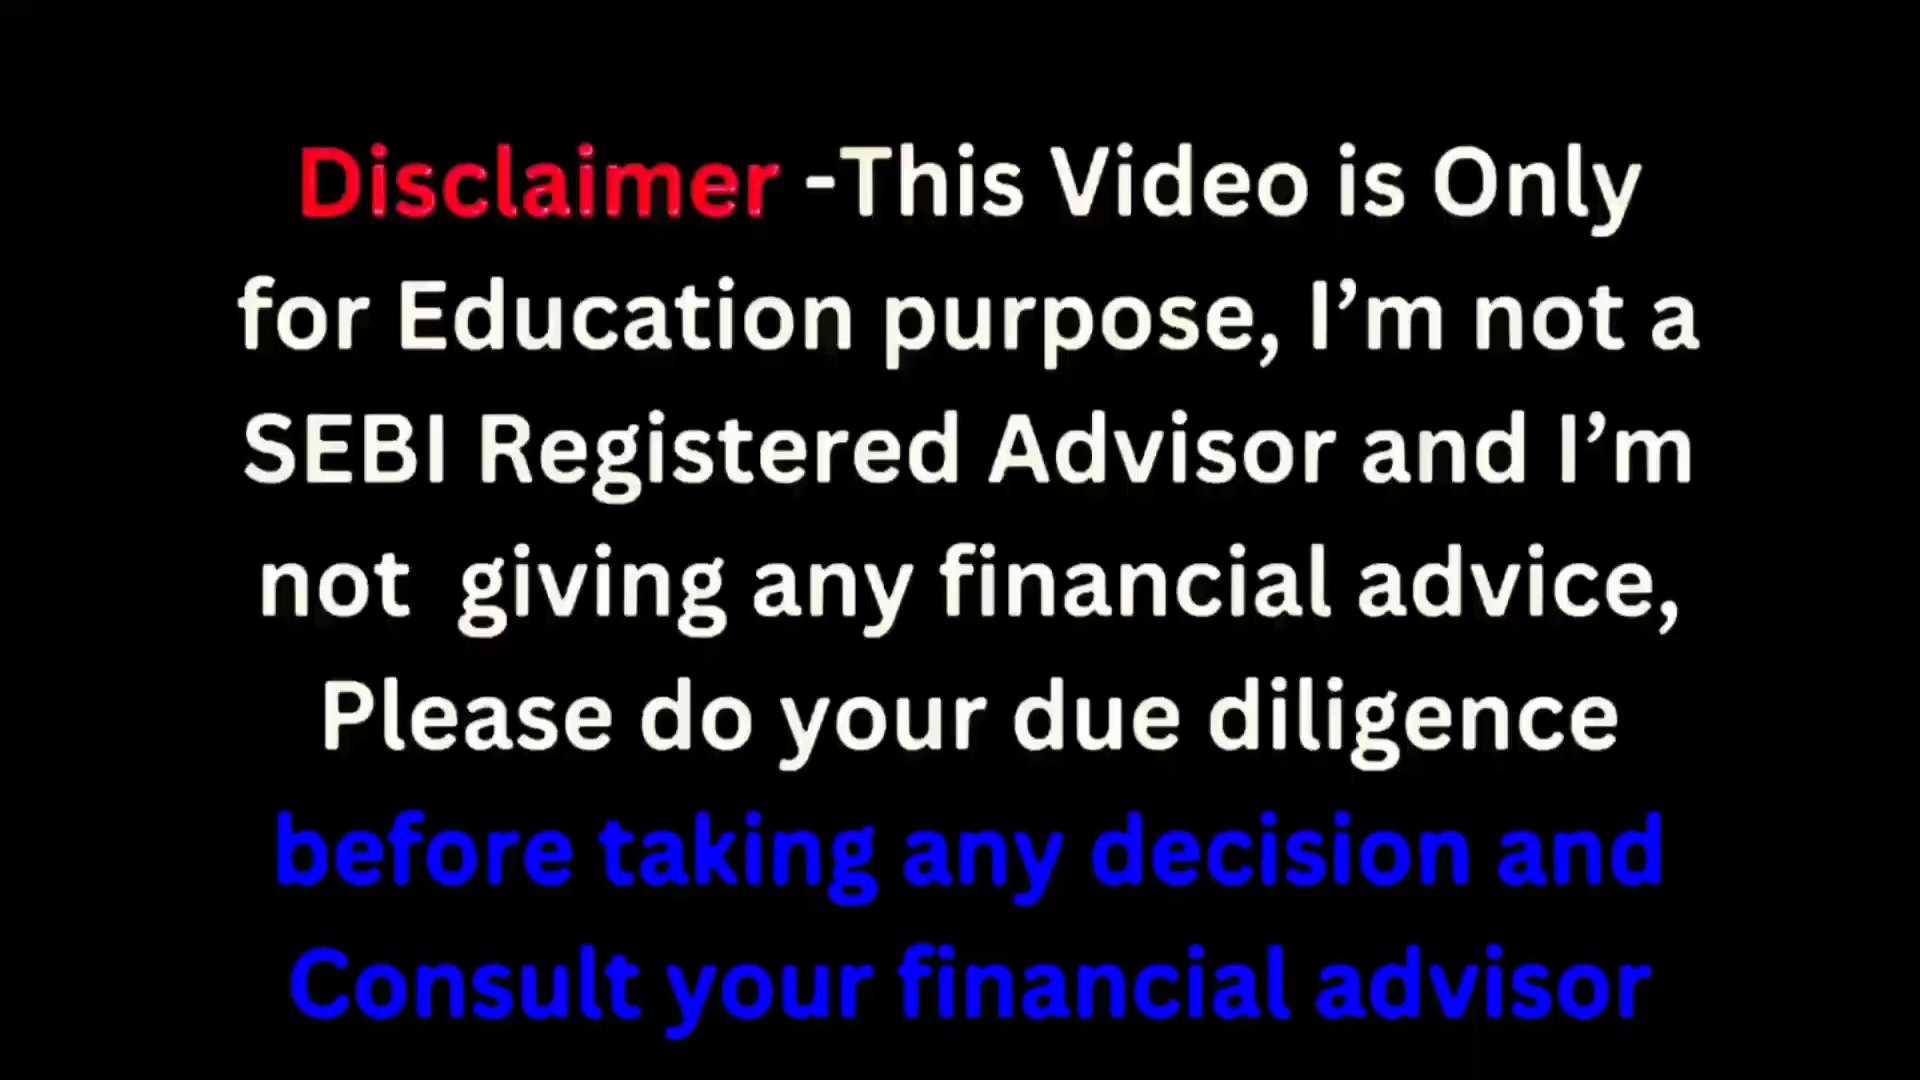 Disclaimer -This Video is Only
for Education purpose, I’m not a
SEBI Registered Advisor and I’m
not  giving any financial advice,
Please do your due diligence
before taking any decision and
Consult your financial advisor